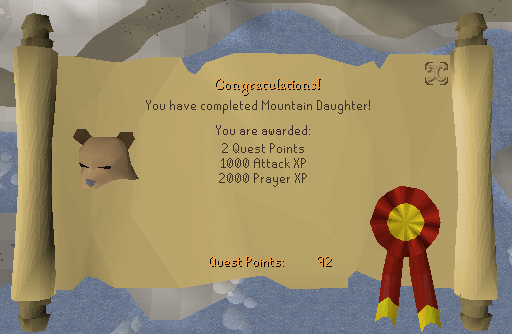 Congratulations!
You have completed Mountain Daughter!
You are awarded:
2 Quest Points
1000 Attack XP
2000 Prayer XP
Quest Points: 92